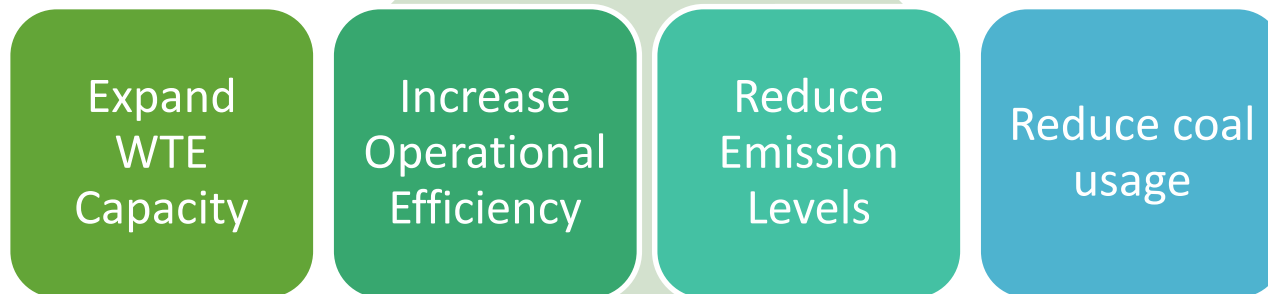 Expand
WTE
Capacity
Increase
Operational
Efficiency
Reduce
Emission
Levels
Reduce coal
usage